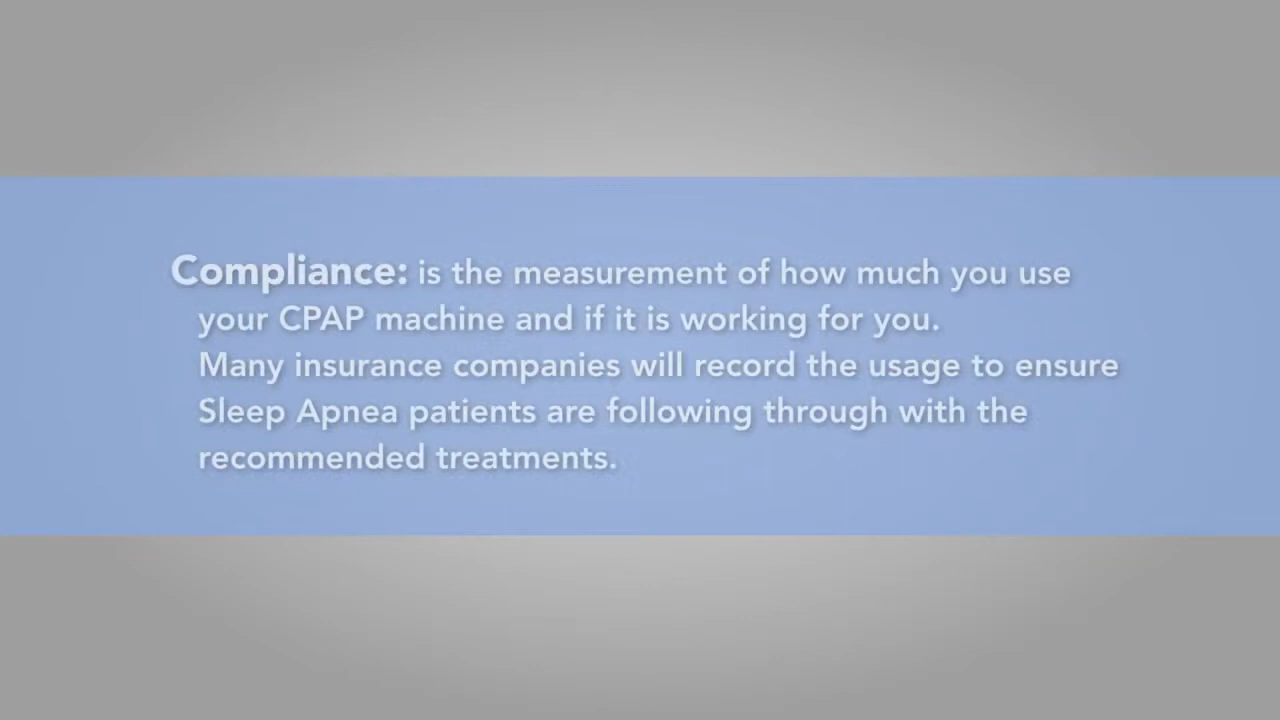 Compliance: is the measurement of how much you use
your CPAP machine and if it is working for you.
Many insurance companies will record the usage to ensure
Sleep Apnea patients are following through with the
recommended treatments.